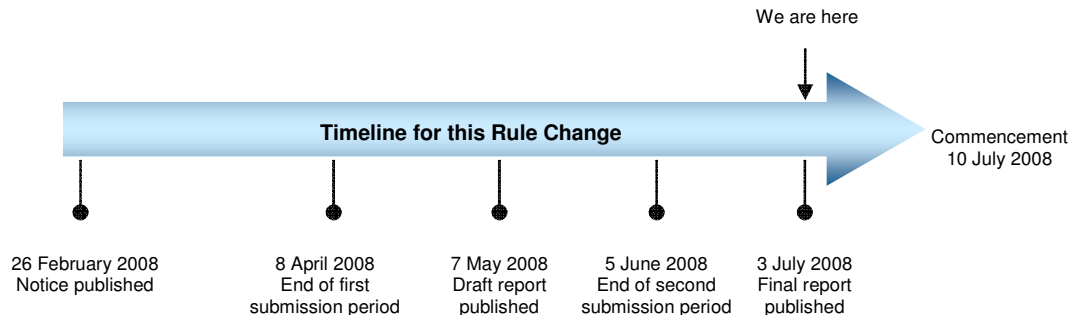 We are here
Timeline for this Rule Change
Commencement
10 July 2008
26 February 2008
Notice published
8 April 2008
End of first
submission period
7 May 2008
Draft report
published
5 June 2008
End of second
submission period
3 July 2008
Final report
published